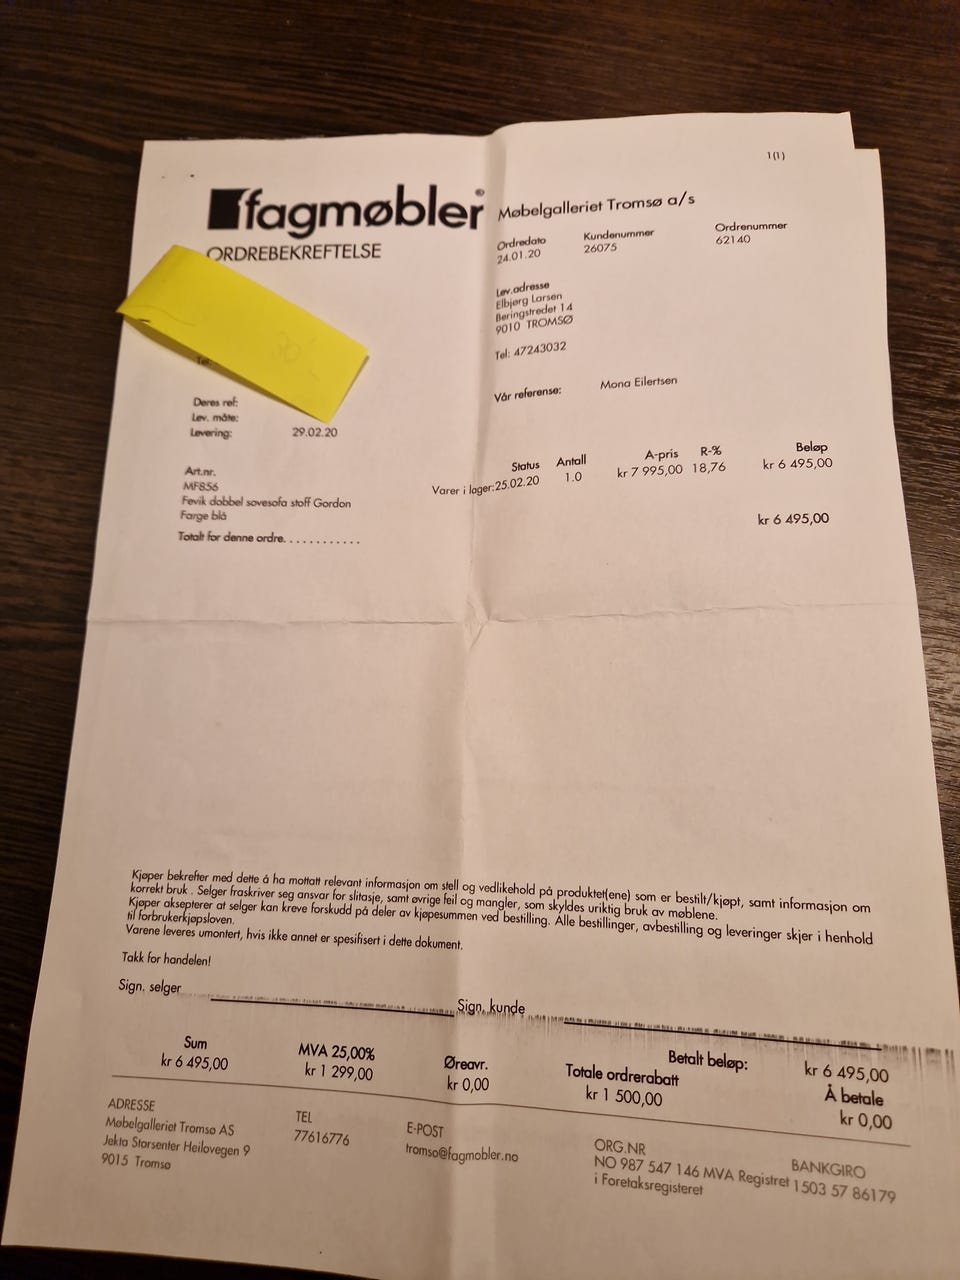 1(1)
fagmøbler®
Møbelgalleriet Tromsø a/s
ORDREBEKREFTELSE
Ordredato Kundenummer Ordrenummer
24.01.20 26075 62140
Lev.adresse
Elbjørg Larsen
Beringstredet 14
9010 TROMSØ
Tel: 47243032
Tel:
Vår referense: Mona Eilertsen
Deres ref:
Lev. måte:
Levering: 29.02.20
Art.nr. Status Antall A-pris R-% Beløp
MF856 Varer i lager:25.02.20 1.0 kr 7 995,00 18,76 kr 6 495,00
Fevik dobbel sovesofa stoff Gordon
Farge blå
Totalt for denne ordre. . . . . . . . . . . . kr 6 495,00
Kjøper bekrefter med dette å ha mottatt relevant informasjon om stell og vedlikehold på produktet(ene) som er bestilt/kjøpt, samt informasjon om
korrekt bruk . Selger fraskriver seg ansvar for slitasje, samt øvrige feil og mangler, som skyldes uriktig bruk av møblene.
Kjøper aksepterer at selger kan kreve forskudd på deler av kjøpesummen ved bestilling. Alle bestillinger, avbestilling og leveringer skjer i henhold
til forbrukerkjøpsloven.
Varene leveres umontert, hvis ikke annet er spesifisert i dette dokument.
Takk for handelen!
Sign. selger Sign. kunde
Sum MVA 25,00% Øreavr. Totale ordrerabatt Betalt beløp: kr 6 495,00
kr 6 495,00 kr 1 299,00 kr 0,00 kr 1 500,00 Å betale
kr 0,00
ADRESSE TEL E-POST ORG.NR BANKGIRO
Møbelgalleriet Tromsø AS 77616776 tromso@fagmobler.no NO 987 547 146 MVA Registret 1503 57 86179
Jekta Storsenter Heilovegen 9 i Foretaksregisteret
9015 Tromsø